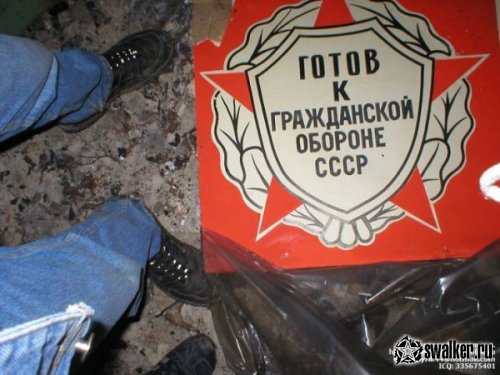 ГОТОВ
К
ГРАЖДАНСКОЙ
ОБОРОНЕ
СССР
swalker.ru
ICQ: 335675401